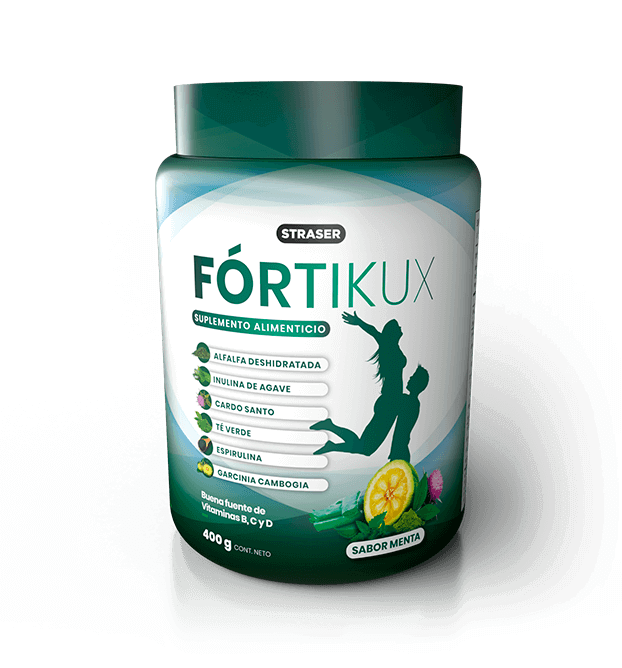 STRASER
FÓRTIKUX
SUPLEMENTO ALIMENTICIO
ALFALFA DESHIDRATADA
INULINA DE AGAVE
CARDO SANTO
TÉ VERDE
ESPIRULINA
GARCINIA CAMBOGIA
Buena fuente de
Vitaminas B, C y D
400 g CONT. NETO
SABOR MENTA